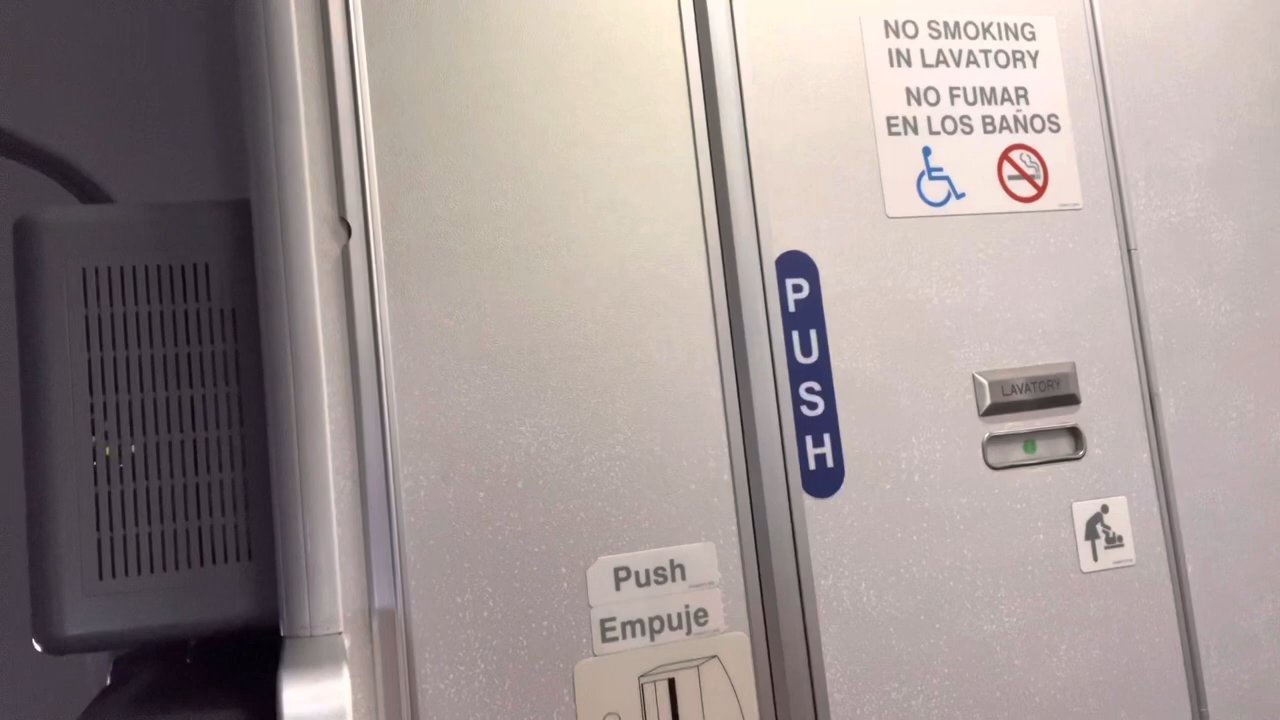 NO SMOKING
IN LAVATORY
NO FUMAR
EN LOS BAÑOS
PUSH
LAVATORY
Push
Empuje